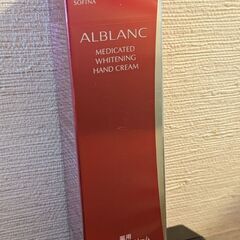 SOFINA
ALBLANC
MEDICATED
WHITENING
HAND CREAM
薬用